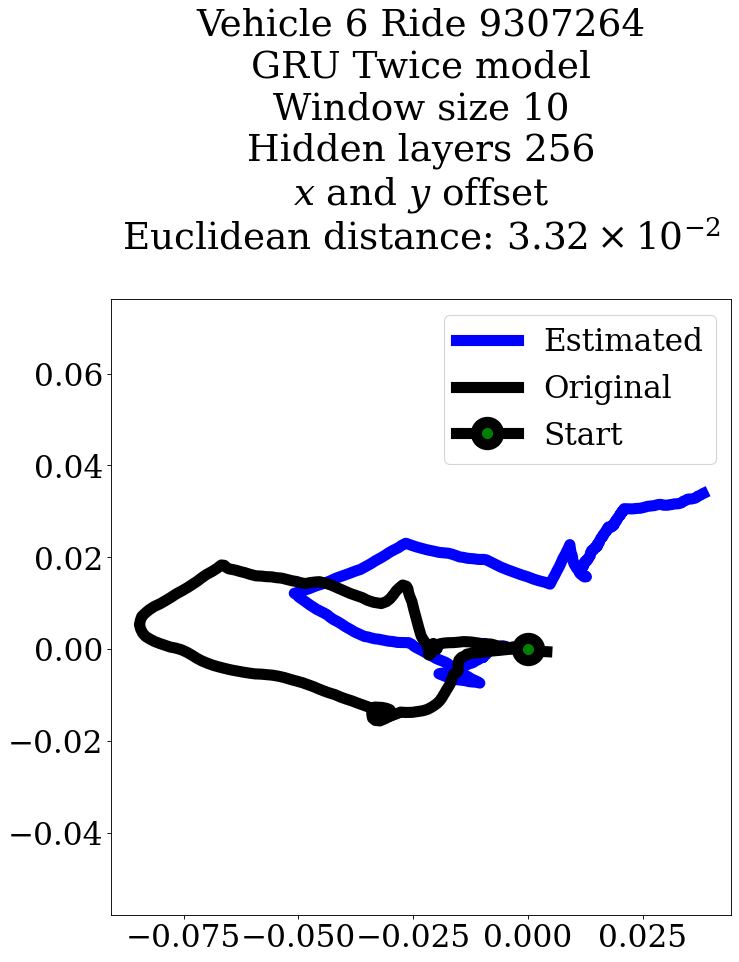 Vehicle 6 Ride 9307264
GRU Twice model
Window size 10
Hidden layers 256
x and y offset
Euclidean distance: 3.32 × 10⁻²
Estimated
Original
Start
0.06
0.04
0.02
0.00
−0.02
−0.04
−0.075 −0.050 −0.025 0.000 0.025